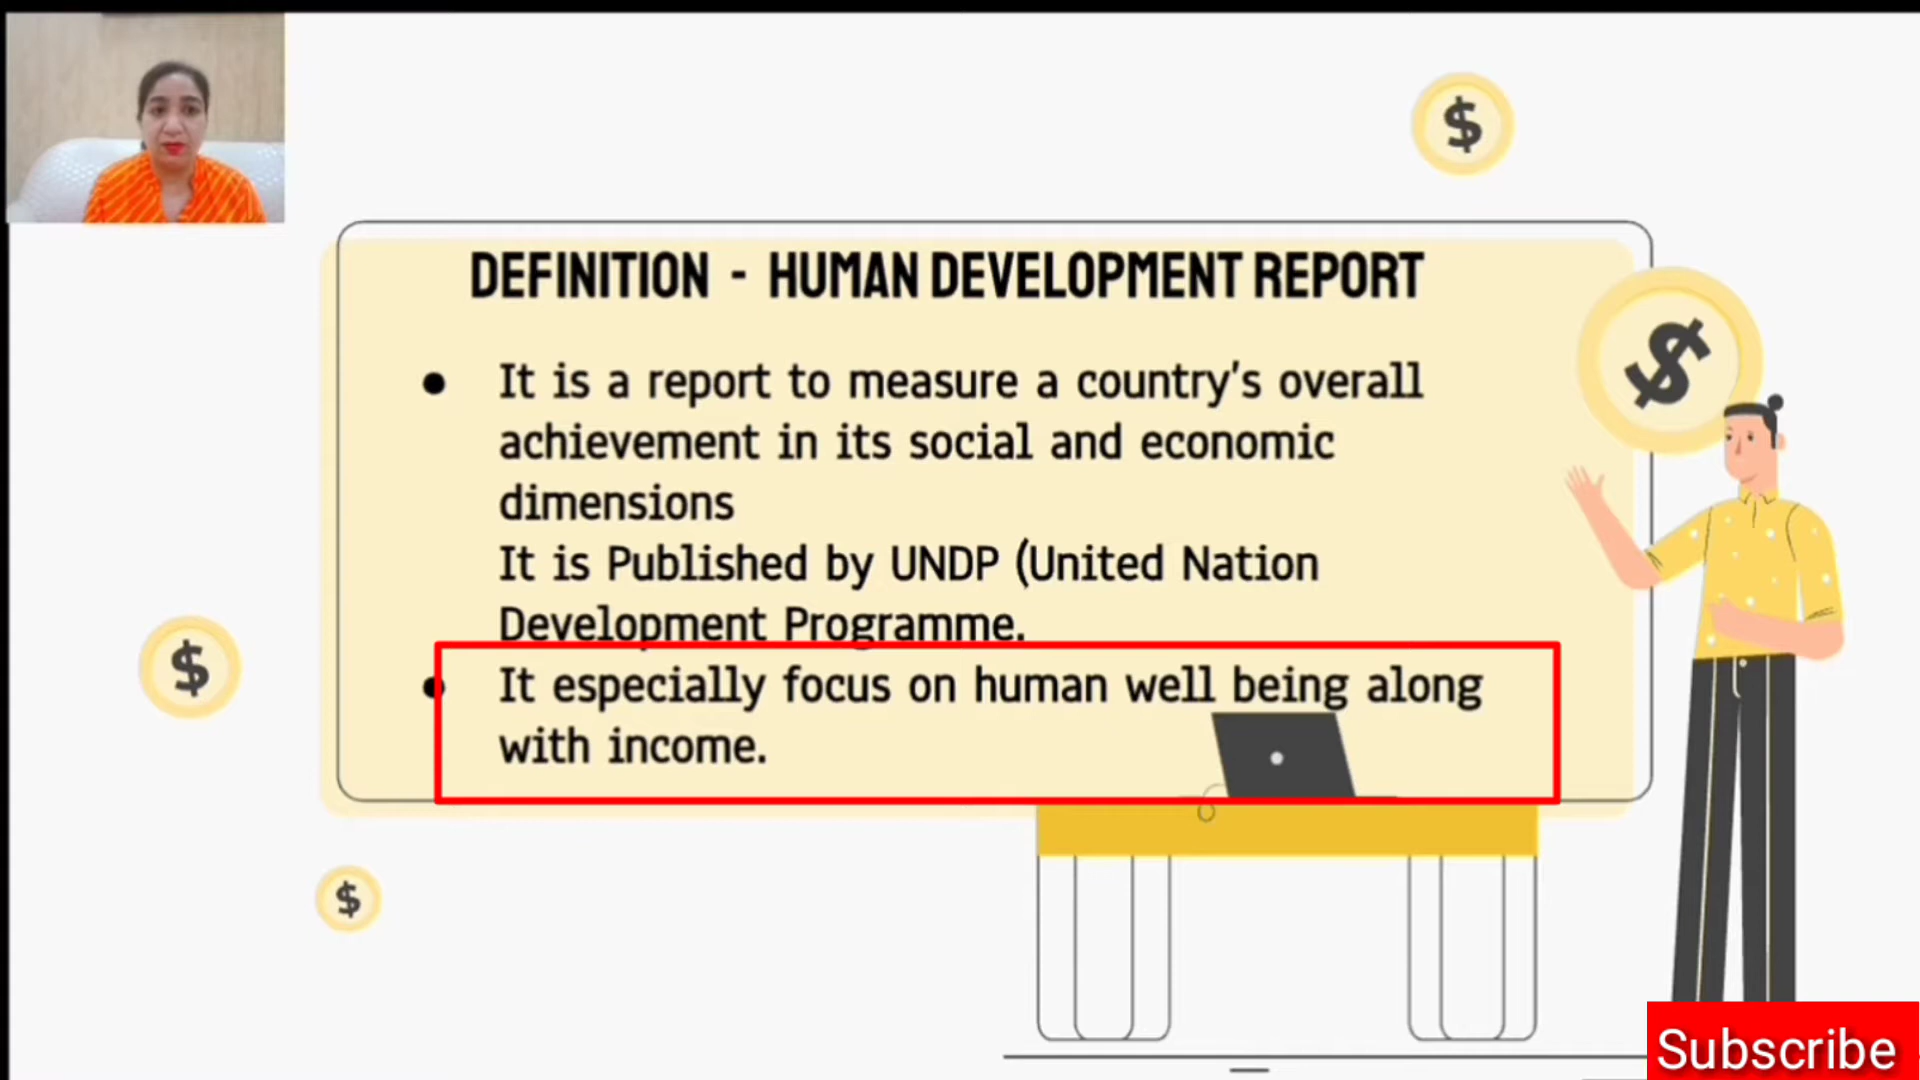 DEFINITION - HUMAN DEVELOPMENT REPORT
● It is a report to measure a country's overall
achievement in its social and economic
dimensions
It is Published by UNDP (United Nation
Development Programme.
● It especially focus on human well being along
with income.
$
$
$
$
Subscribe